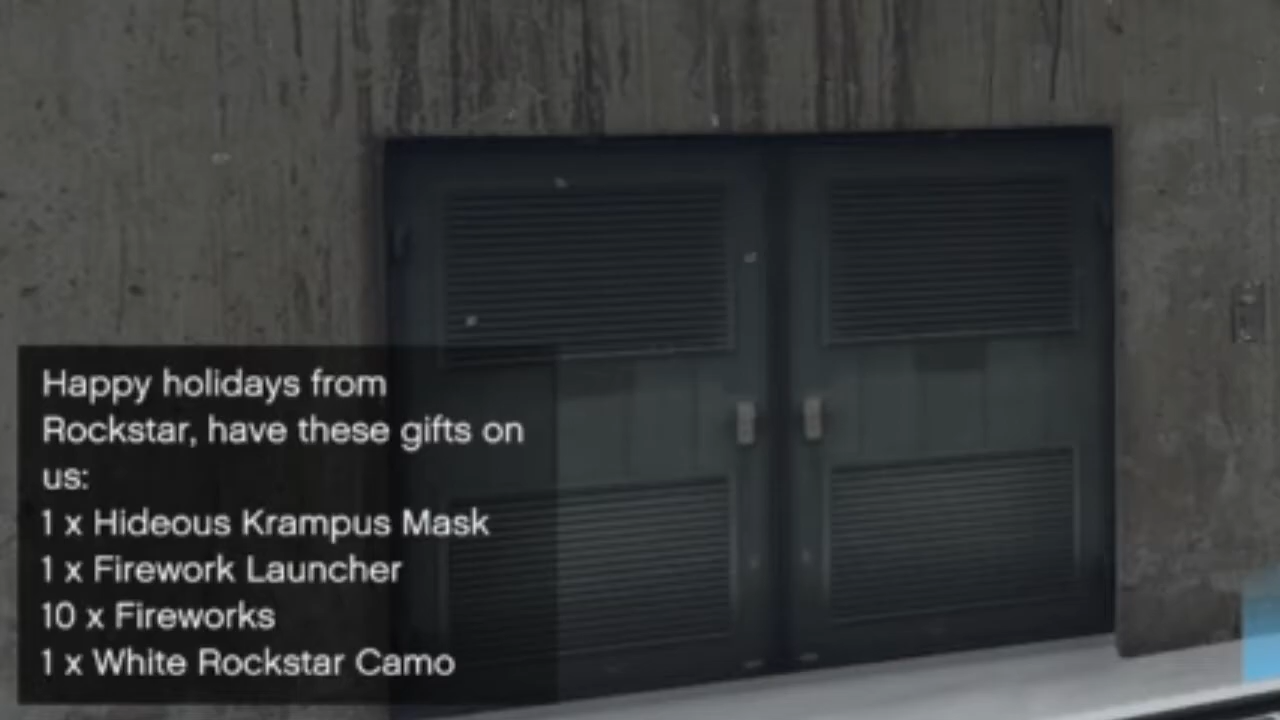 Happy holidays from
Rockstar, have these gifts on
us:
1 x Hideous Krampus Mask
1 x Firework Launcher
10 x Fireworks
1 x White Rockstar Camo